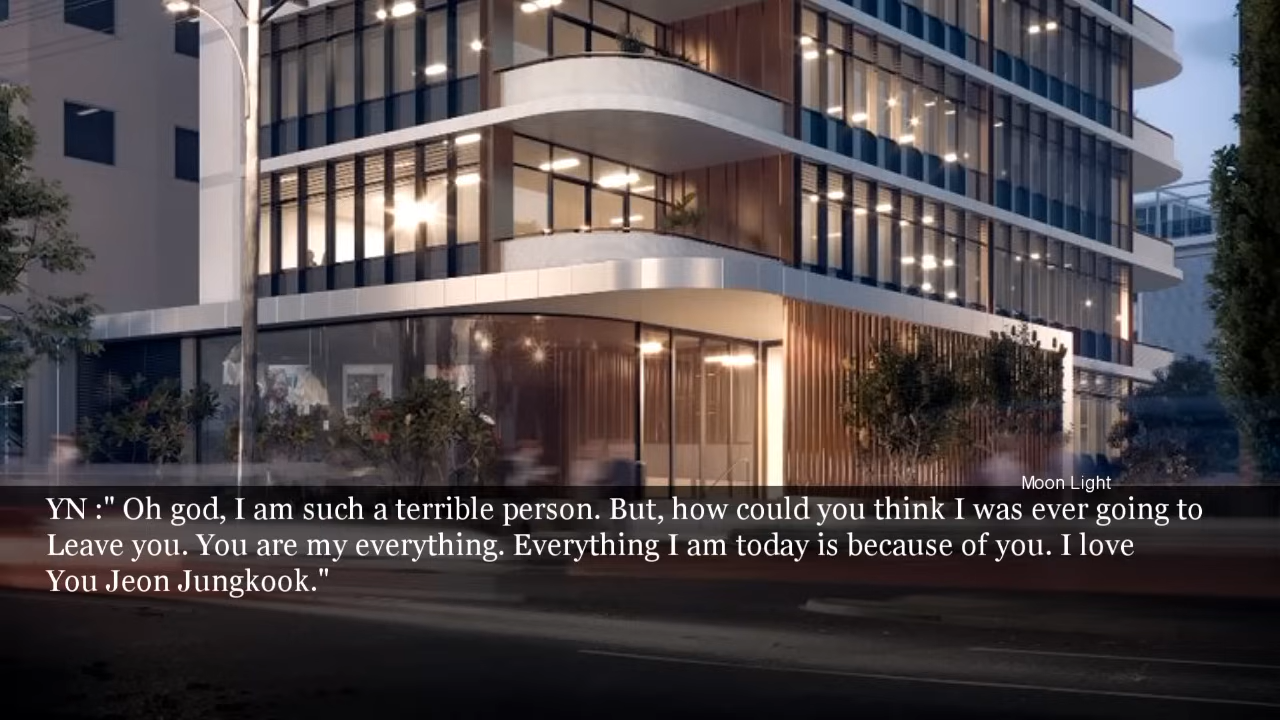 Moon Light
YN :" Oh god, I am such a terrible person. But, how could you think I was ever going to
Leave you. You are my everything. Everything I am today is because of you. I love
You Jeon Jungkook."